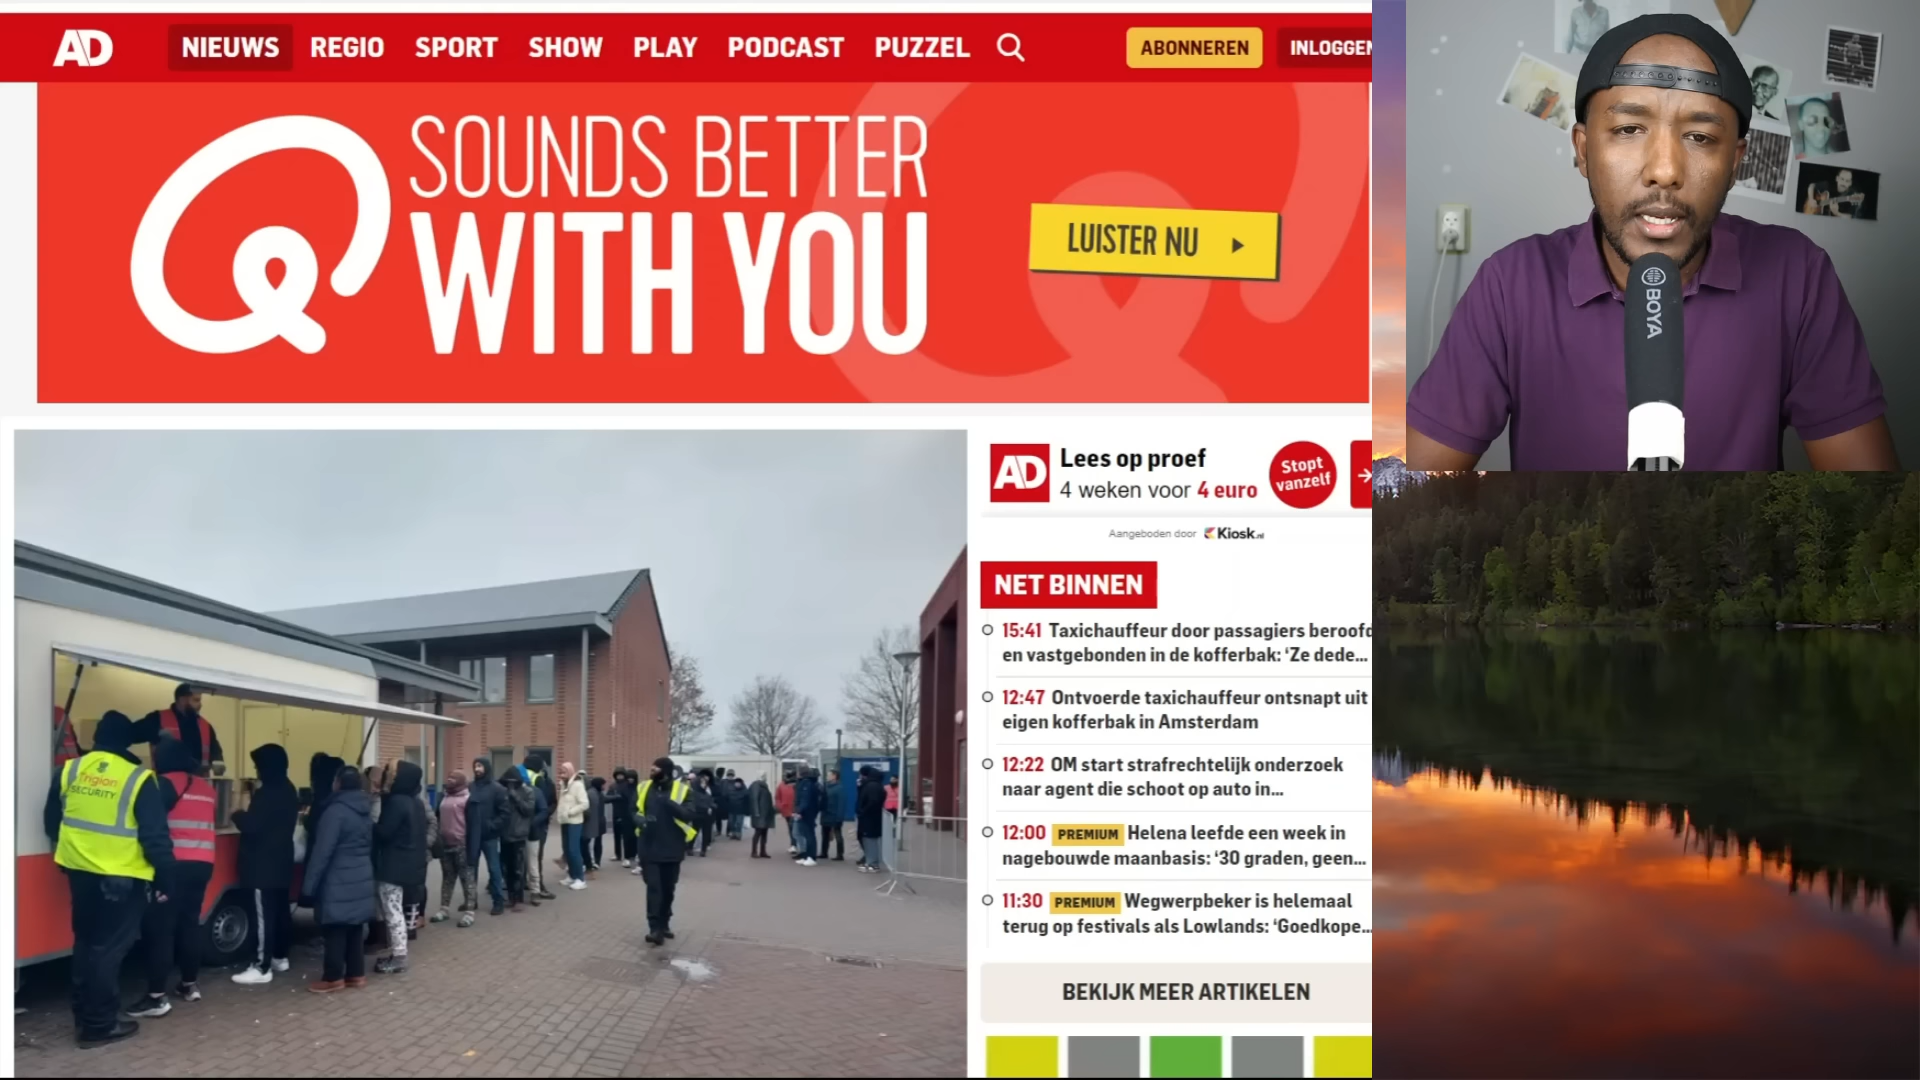 AD NIEUWS REGIO SPORT SHOW PLAY PODCAST PUZZEL ABONNEREN INLOGGEN
Q SOUNDS BETTER
WITH YOU
LUISTER NU
BOYA
AD Lees op proef
4 weken voor 4 euro
Stopt
vanzelf
Aangeboden door Kiosk.nl
NET BINNEN
15:41 Taxichauffeur door passagiers beroofd
en vastgebonden in de kofferbak: ‘Ze dede...
12:47 Ontvoerde taxichauffeur ontsnapt uit
eigen kofferbak in Amsterdam
12:22 OM start strafrechtelijk onderzoek
naar agent die schoot op auto in...
12:00 PREMIUM Helena leefde een week in
nagebouwde maanbasis: ‘30 graden, geen...
11:30 PREMIUM Wegwerpbeker is helemaal
terug op festivals als Lowlands: ‘Goedkope...
BEKIJK MEER ARTIKELEN
Trigion
SECURITY